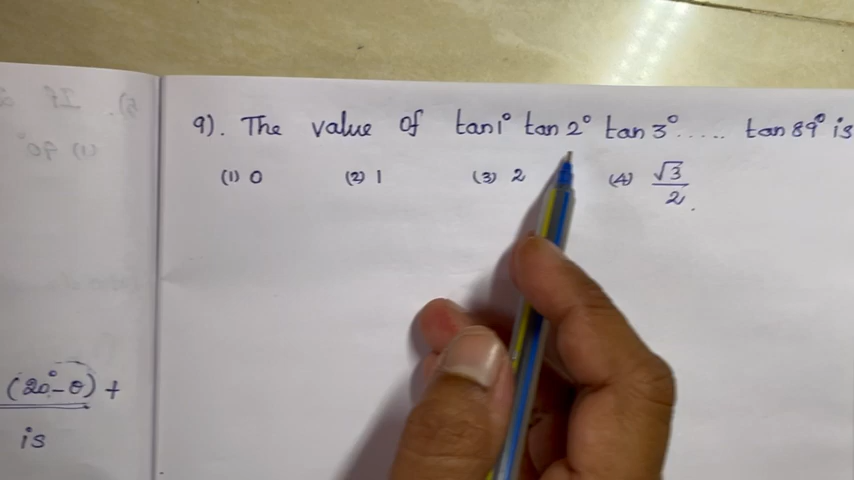 9). The value of tan1° tan 2° tan 3°..... tan 89° is
(1) 0 (2) 1 (3) 2 (4) √3/2.
(20°-θ) +
is